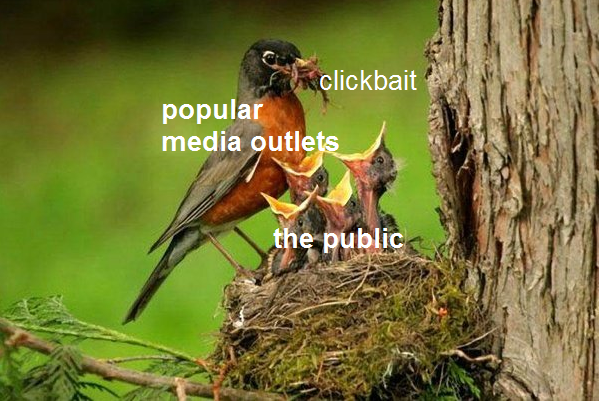 clickbait
popular
media outlets
the public